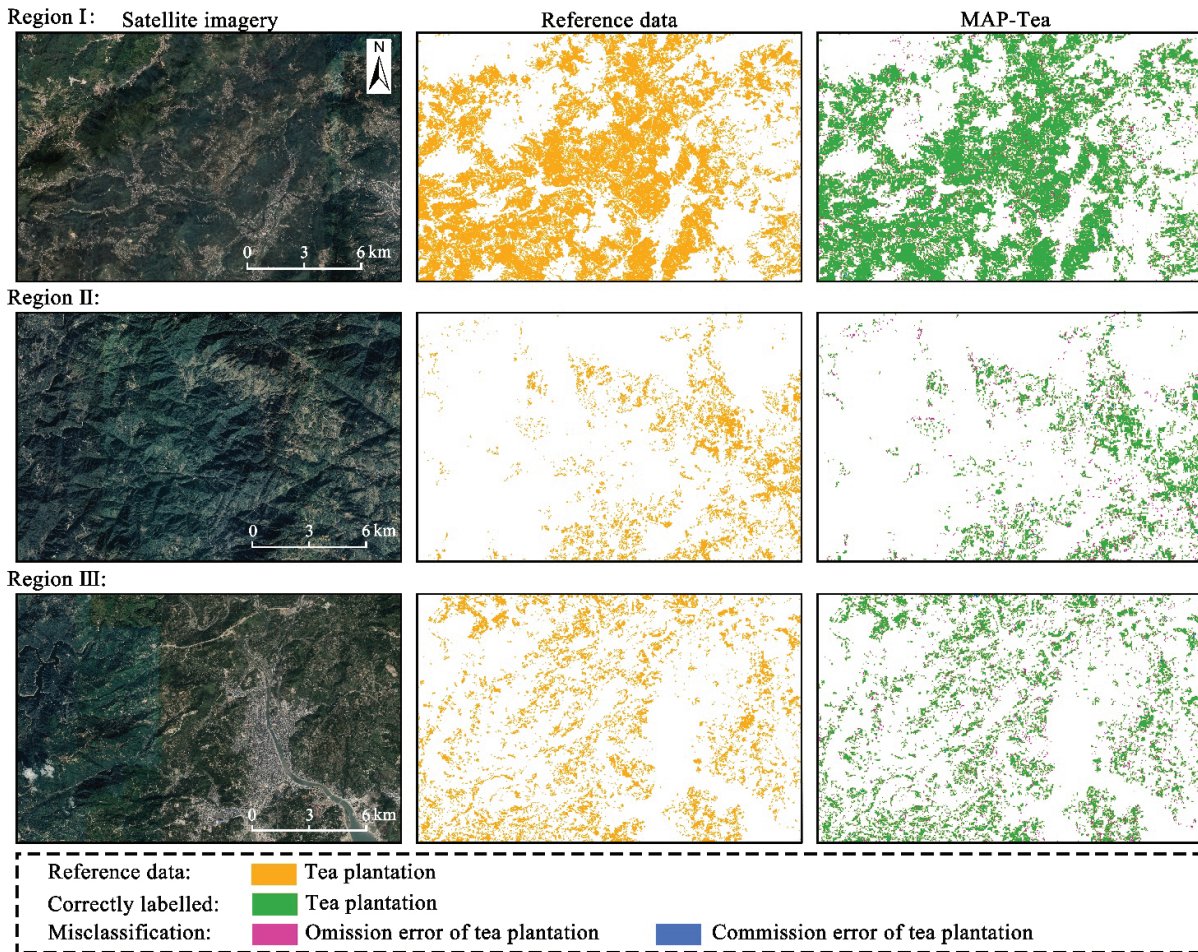 Region I:
Satellite imagery
Reference data
MAP-Tea
N
0 3 6 km
Region II:
0 3 6 km
Region III:
0 3 6
Reference data: Tea plantation
Correctly labelled: Tea plantation
Misclassification: Omission error of tea plantation Commission error of tea plantation